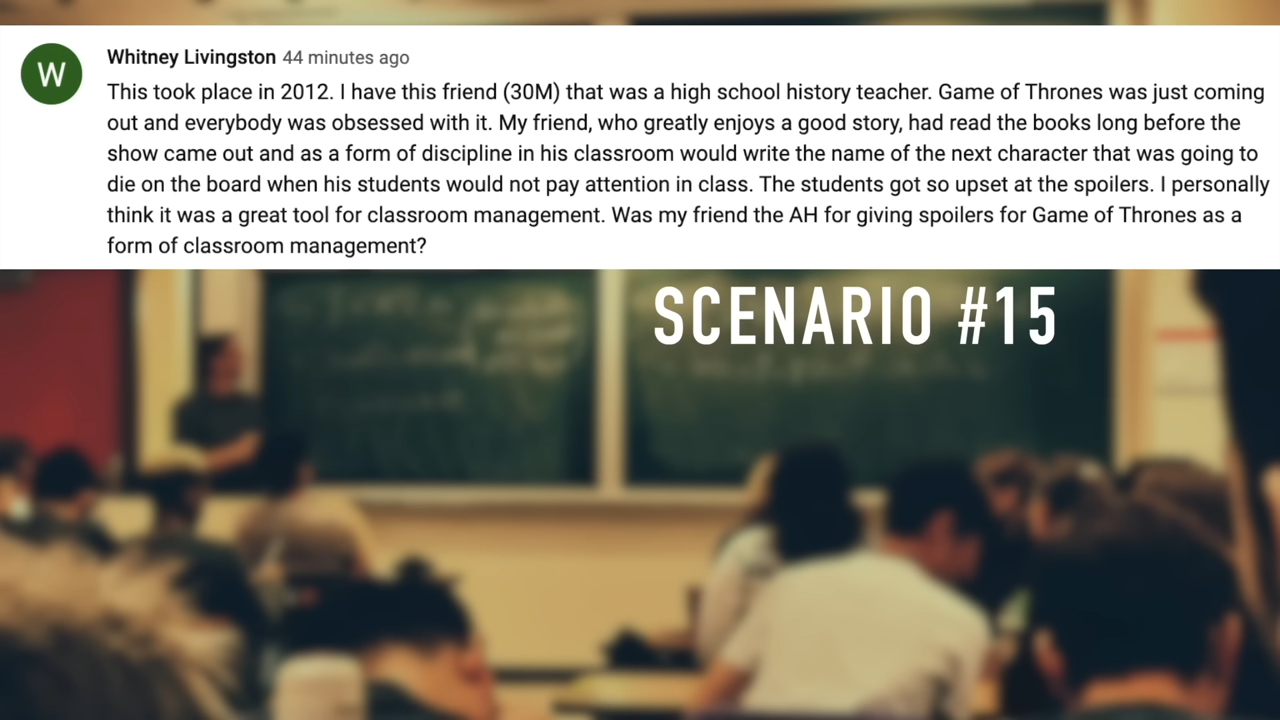 W
Whitney Livingston 44 minutes ago
This took place in 2012. I have this friend (30M) that was a high school history teacher. Game of Thrones was just coming
out and everybody was obsessed with it. My friend, who greatly enjoys a good story, had read the books long before the
show came out and as a form of discipline in his classroom would write the name of the next character that was going to
die on the board when his students would not pay attention in class. The students got so upset at the spoilers. I personally
think it was a great tool for classroom management. Was my friend the AH for giving spoilers for Game of Thrones as a
form of classroom management?
SCENARIO #15